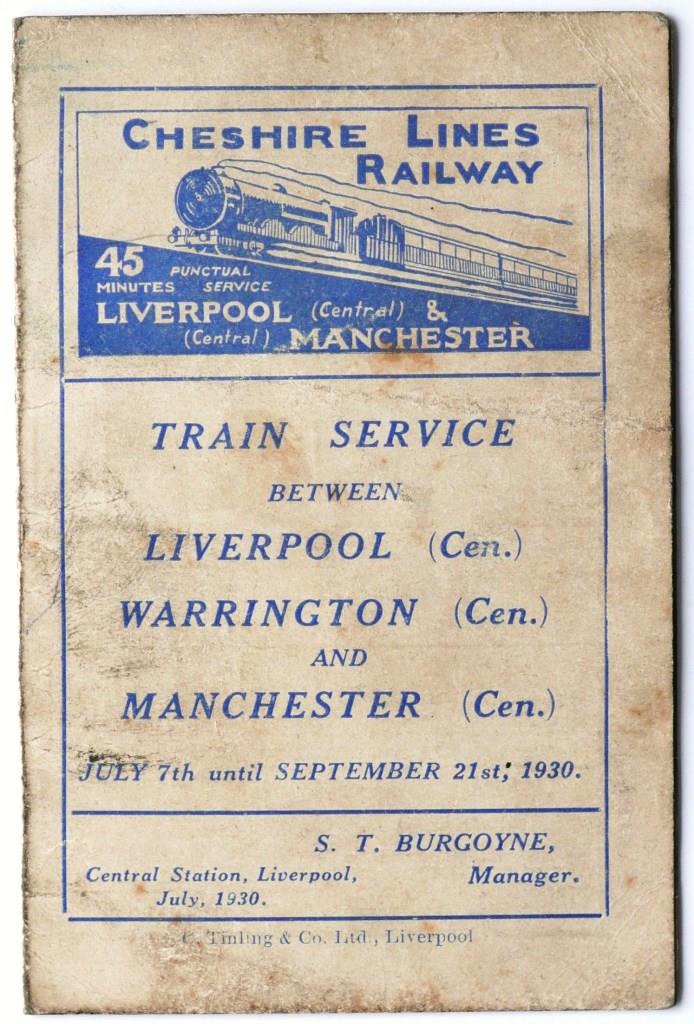 CHESHIRE LINES
RAILWAY
45 PUNCTUAL
MINUTES SERVICE
LIVERPOOL (Central) &
(Central) MANCHESTER
TRAIN SERVICE
BETWEEN
LIVERPOOL (Cen.)
WARRINGTON (Cen.)
AND
MANCHESTER (Cen.)
JULY 7th until SEPTEMBER 21st, 1930.
S. T. BURGOYNE,
Central Station, Liverpool, Manager.
July, 1930.
C. Tinling & Co. Ltd., Liverpool